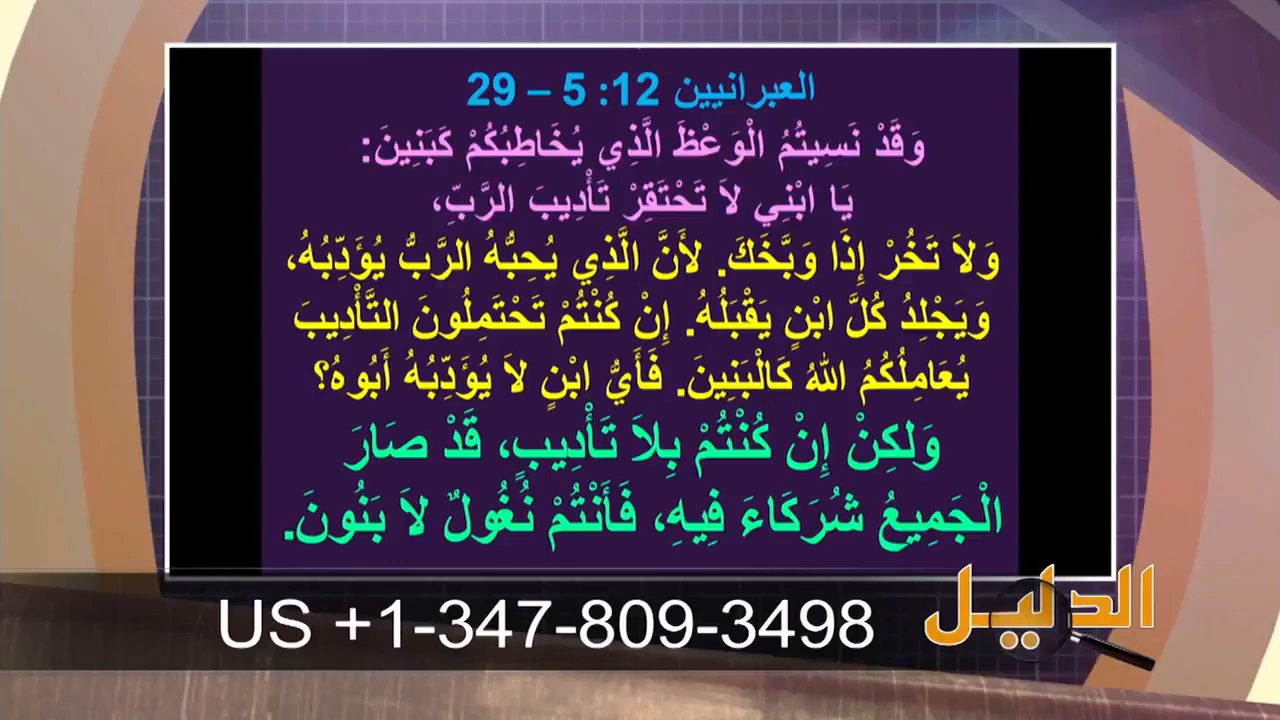 العبرانيين 12: 5 – 29
وَقَدْ نَسِيتُمُ الْوَعْظَ الَّذِي يُخَاطِبُكُمْ كَبَنِينَ:
يَا ابْنِي لاَ تَحْتَقِرْ تَأْدِيبَ الرَّبِّ،
وَلاَ تَخُرْ إِذَا وَبَّخَكَ. لأَنَّ الَّذِي يُحِبُّهُ الرَّبُّ يُؤَدِّبُهُ،
وَيَجْلِدُ كُلَّ ابْنٍ يَقْبَلُهُ. إِنْ كُنْتُمْ تَحْتَمِلُونَ التَّأْدِيبَ
يُعَامِلُكُمُ اللهُ كَالْبَنِينَ. فَأَيُّ ابْنٍ لاَ يُؤَدِّبُهُ أَبُوهُ؟
وَلكِنْ إِنْ كُنْتُمْ بِلاَ تَأْدِيبٍ، قَدْ صَارَ
الْجَمِيعُ شُرَكَاءَ فِيهِ، فَأَنْتُمْ نُغُولٌ لاَ بَنُونَ.
الدليل
US +1-347-809-3498